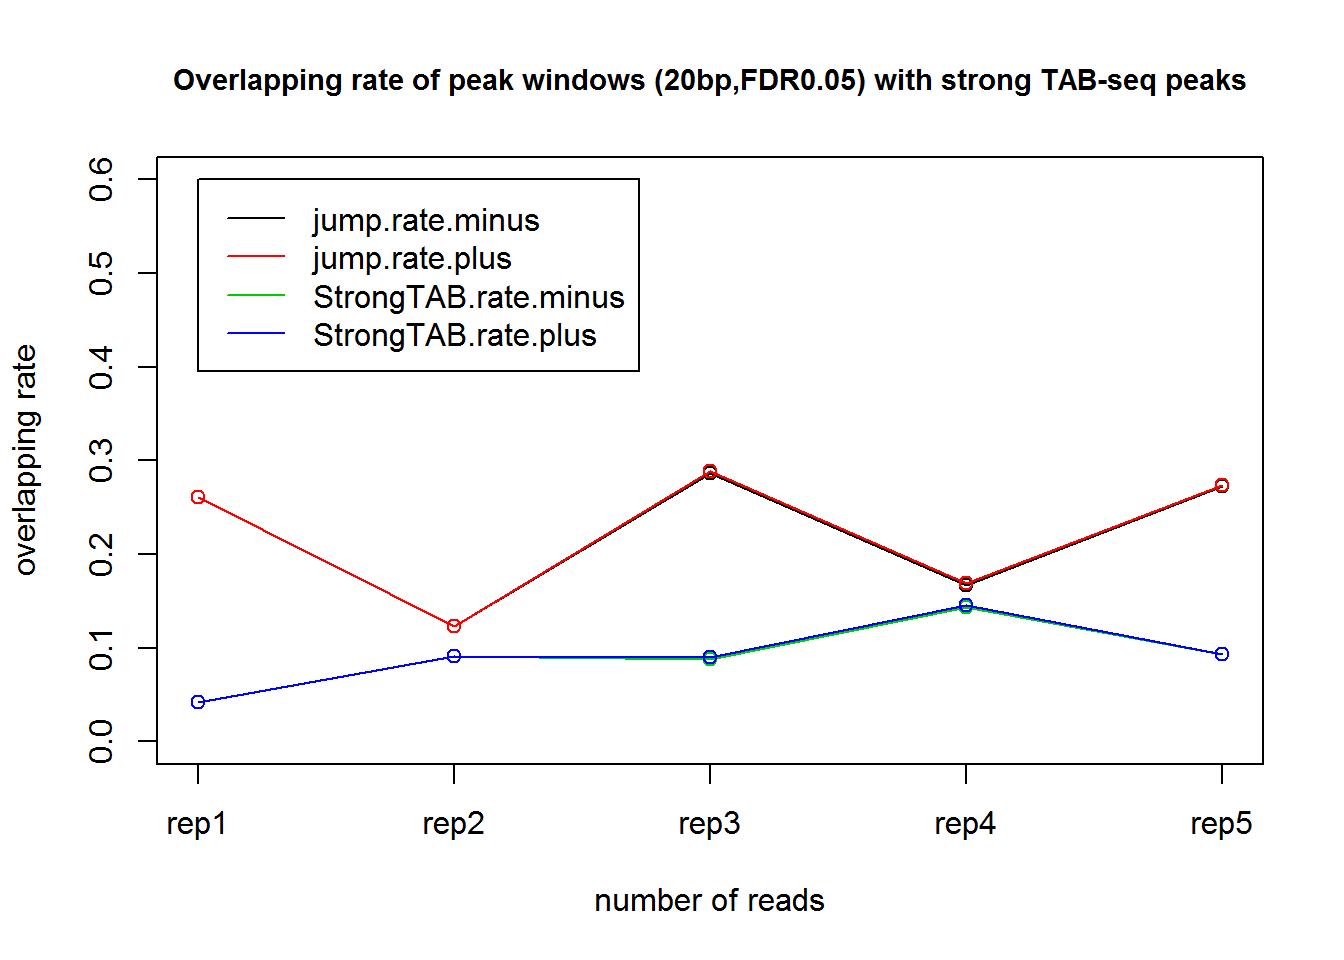 Overlapping rate of peak windows (20bp,FDR0.05) with strong TAB-seq peaks
0.6
0.5
0.4
0.3
0.2
0.1
0.0
overlapping rate
jump.rate.minus
jump.rate.plus
StrongTAB.rate.minus
StrongTAB.rate.plus
rep1 rep2 rep3 rep4 rep5
number of reads